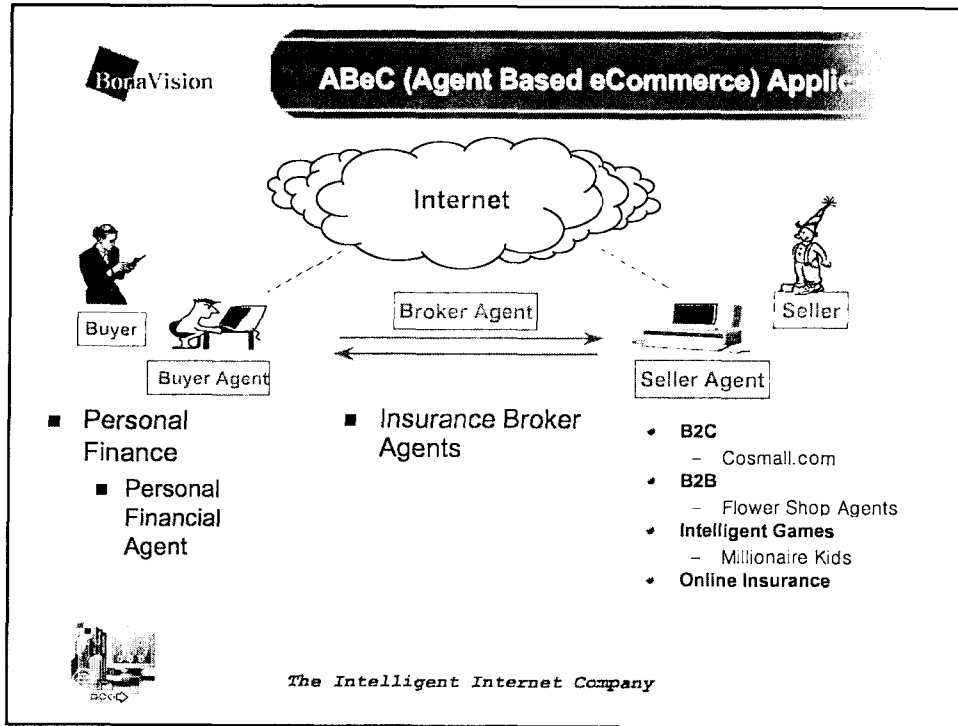 BonaVision
ABeC (Agent Based eCommerce) Applic
Internet
Buyer
Buyer Agent
Broker Agent
Seller
Seller Agent
■ Personal
Finance
■ Personal
Financial
Agent
■ Insurance Broker
Agents
• B2C
– Cosmall.com
• B2B
– Flower Shop Agents
• Intelligent Games
– Millionaire Kids
• Online Insurance
The Intelligent Internet Company